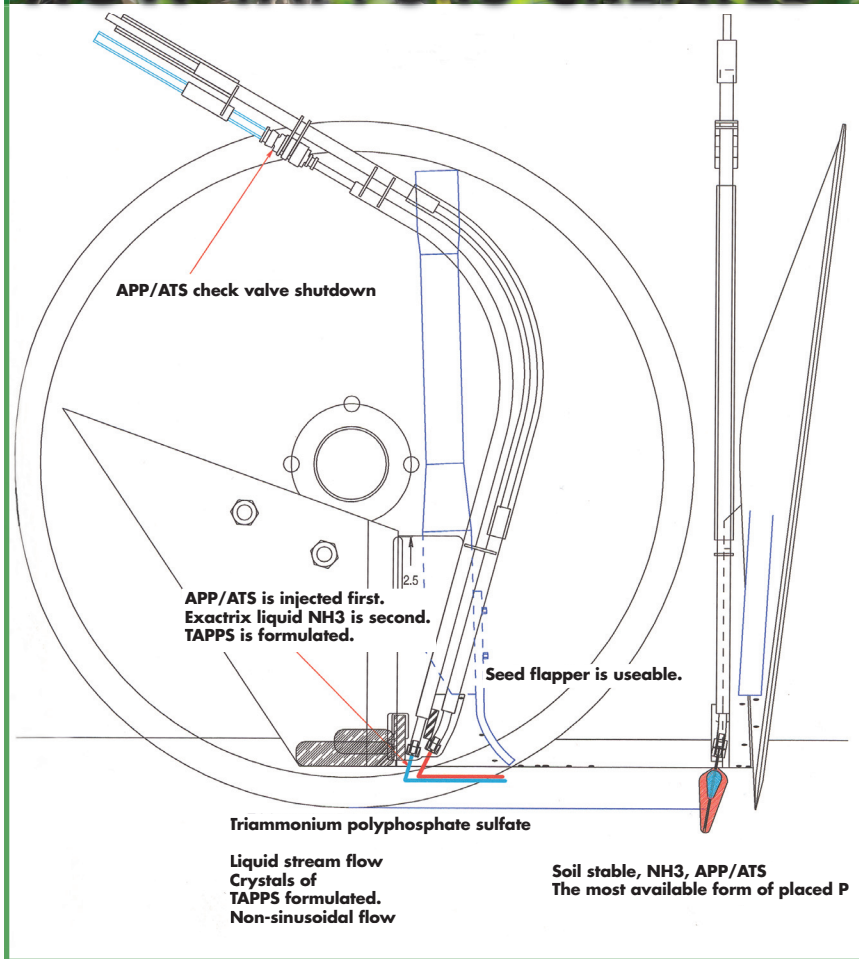 APP/ATS check valve shutdown
2.5
APP/ATS is injected first.
Exactrix liquid NH3 is second.
TAPPS is formulated.
Seed flapper is useable.
Triammonium polyphosphate sulfate
Liquid stream flow
Crystals of
TAPPS formulated.
Non-sinusoidal flow
Soil stable, NH3, APP/ATS
The most available form of placed P